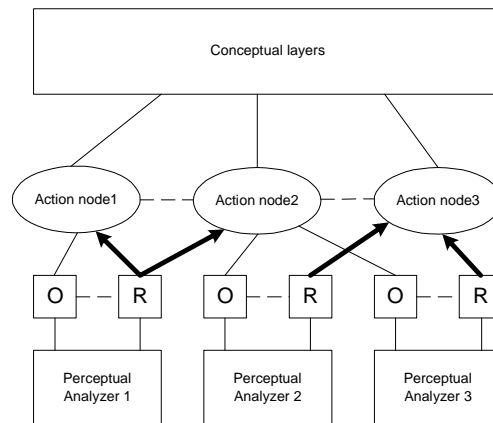 Conceptual layers
Action node1
Action node2
Action node3
O
R
O
R
O
R
Perceptual
Analyzer 1
Perceptual
Analyzer 2
Perceptual
Analyzer 3